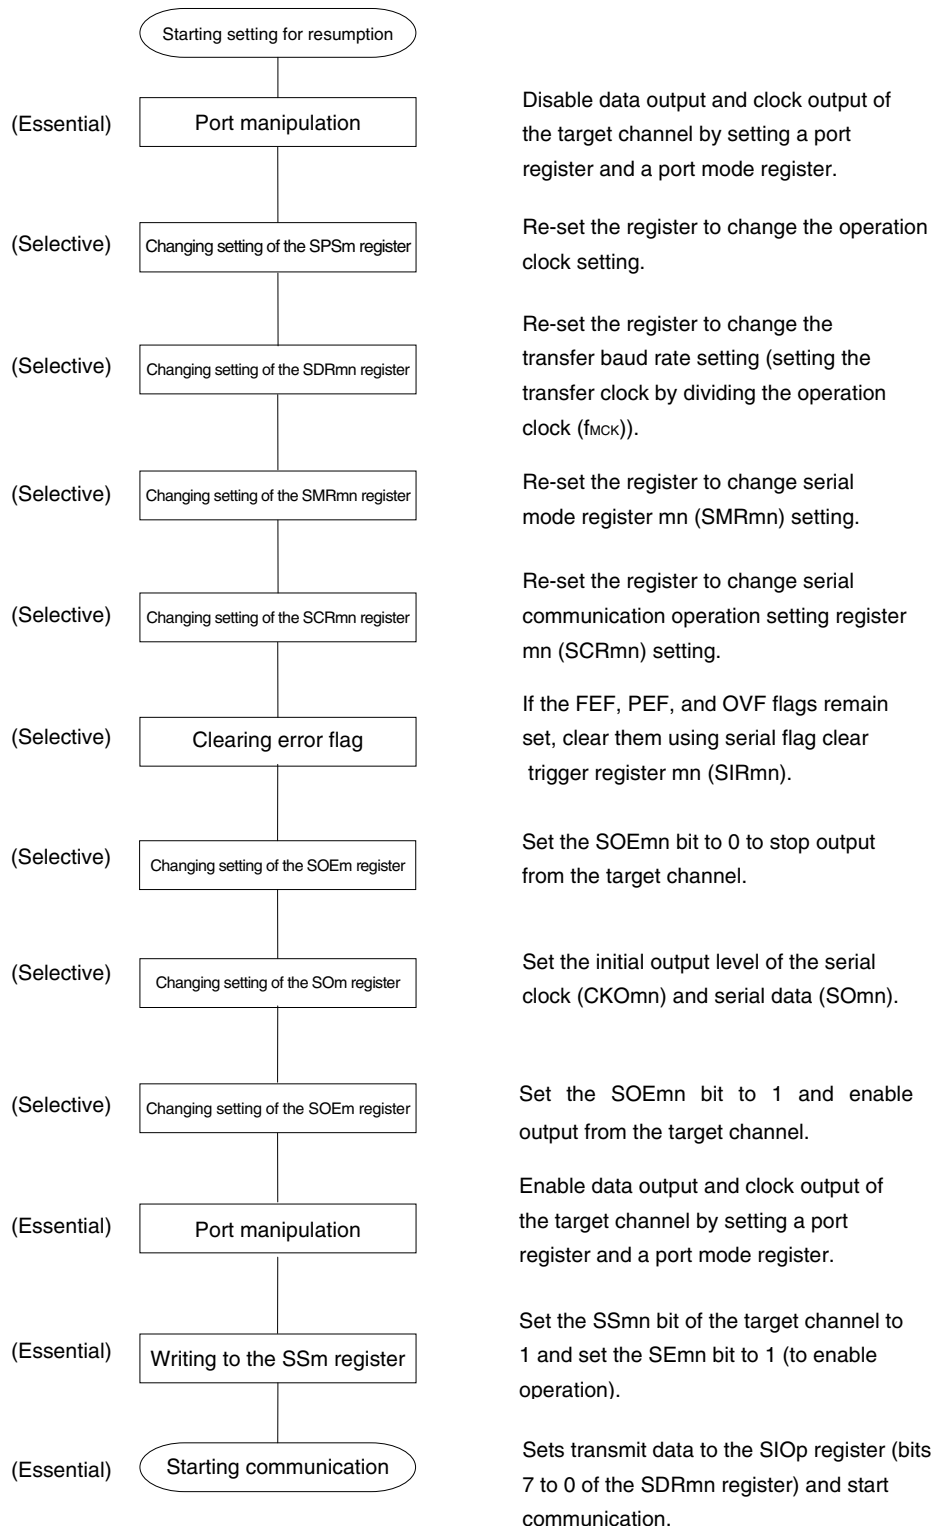 Starting setting for resumption
(Essential)
Port manipulation
Disable data output and clock output of
the target channel by setting a port
register and a port mode register.
(Selective)
Changing setting of the SPSm register
Re-set the register to change the operation
clock setting.
(Selective)
Changing setting of the SDRmn register
Re-set the register to change the
transfer baud rate setting (setting the
transfer clock by dividing the operation
clock (fMCK)).
(Selective)
Changing setting of the SMRmn register
Re-set the register to change serial
mode register mn (SMRmn) setting.
(Selective)
Changing setting of the SCRmn register
Re-set the register to change serial
communication operation setting register
mn (SCRmn) setting.
(Selective)
Clearing error flag
If the FEF, PEF, and OVF flags remain
set, clear them using serial flag clear
trigger register mn (SIRmn).
(Selective)
Changing setting of the SOEm register
Set the SOEmn bit to 0 to stop output
from the target channel.
(Selective)
Changing setting of the SOm register
Set the initial output level of the serial
clock (CKOmn) and serial data (SOmn).
(Selective)
Changing setting of the SOEm register
Set the SOEmn bit to 1 and enable
output from the target channel.
(Essential)
Port manipulation
Enable data output and clock output of
the target channel by setting a port
register and a port mode register.
(Essential)
Writing to the SSm register
Set the SSmn bit of the target channel to
1 and set the SEmn bit to 1 (to enable
operation).
(Essential)
Starting communication
Sets transmit data to the SIOp register (bits
7 to 0 of the SDRmn register) and start
communication.